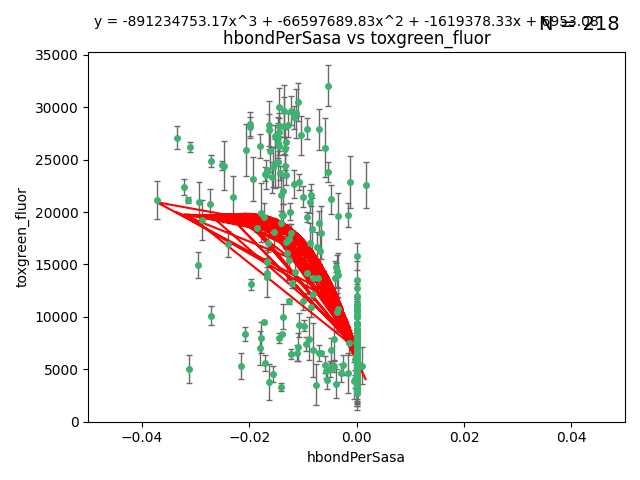 y = -891234753.17x^3 + -66597689.83x^2 + -1619378.33x + 6953.08
N = 218
hbondPerSasa vs toxgreen_fluor
35000
30000
25000
20000
15000
10000
5000
0
toxgreen_fluor
−0.04
−0.02
0.00
0.02
0.04
hbondPerSasa